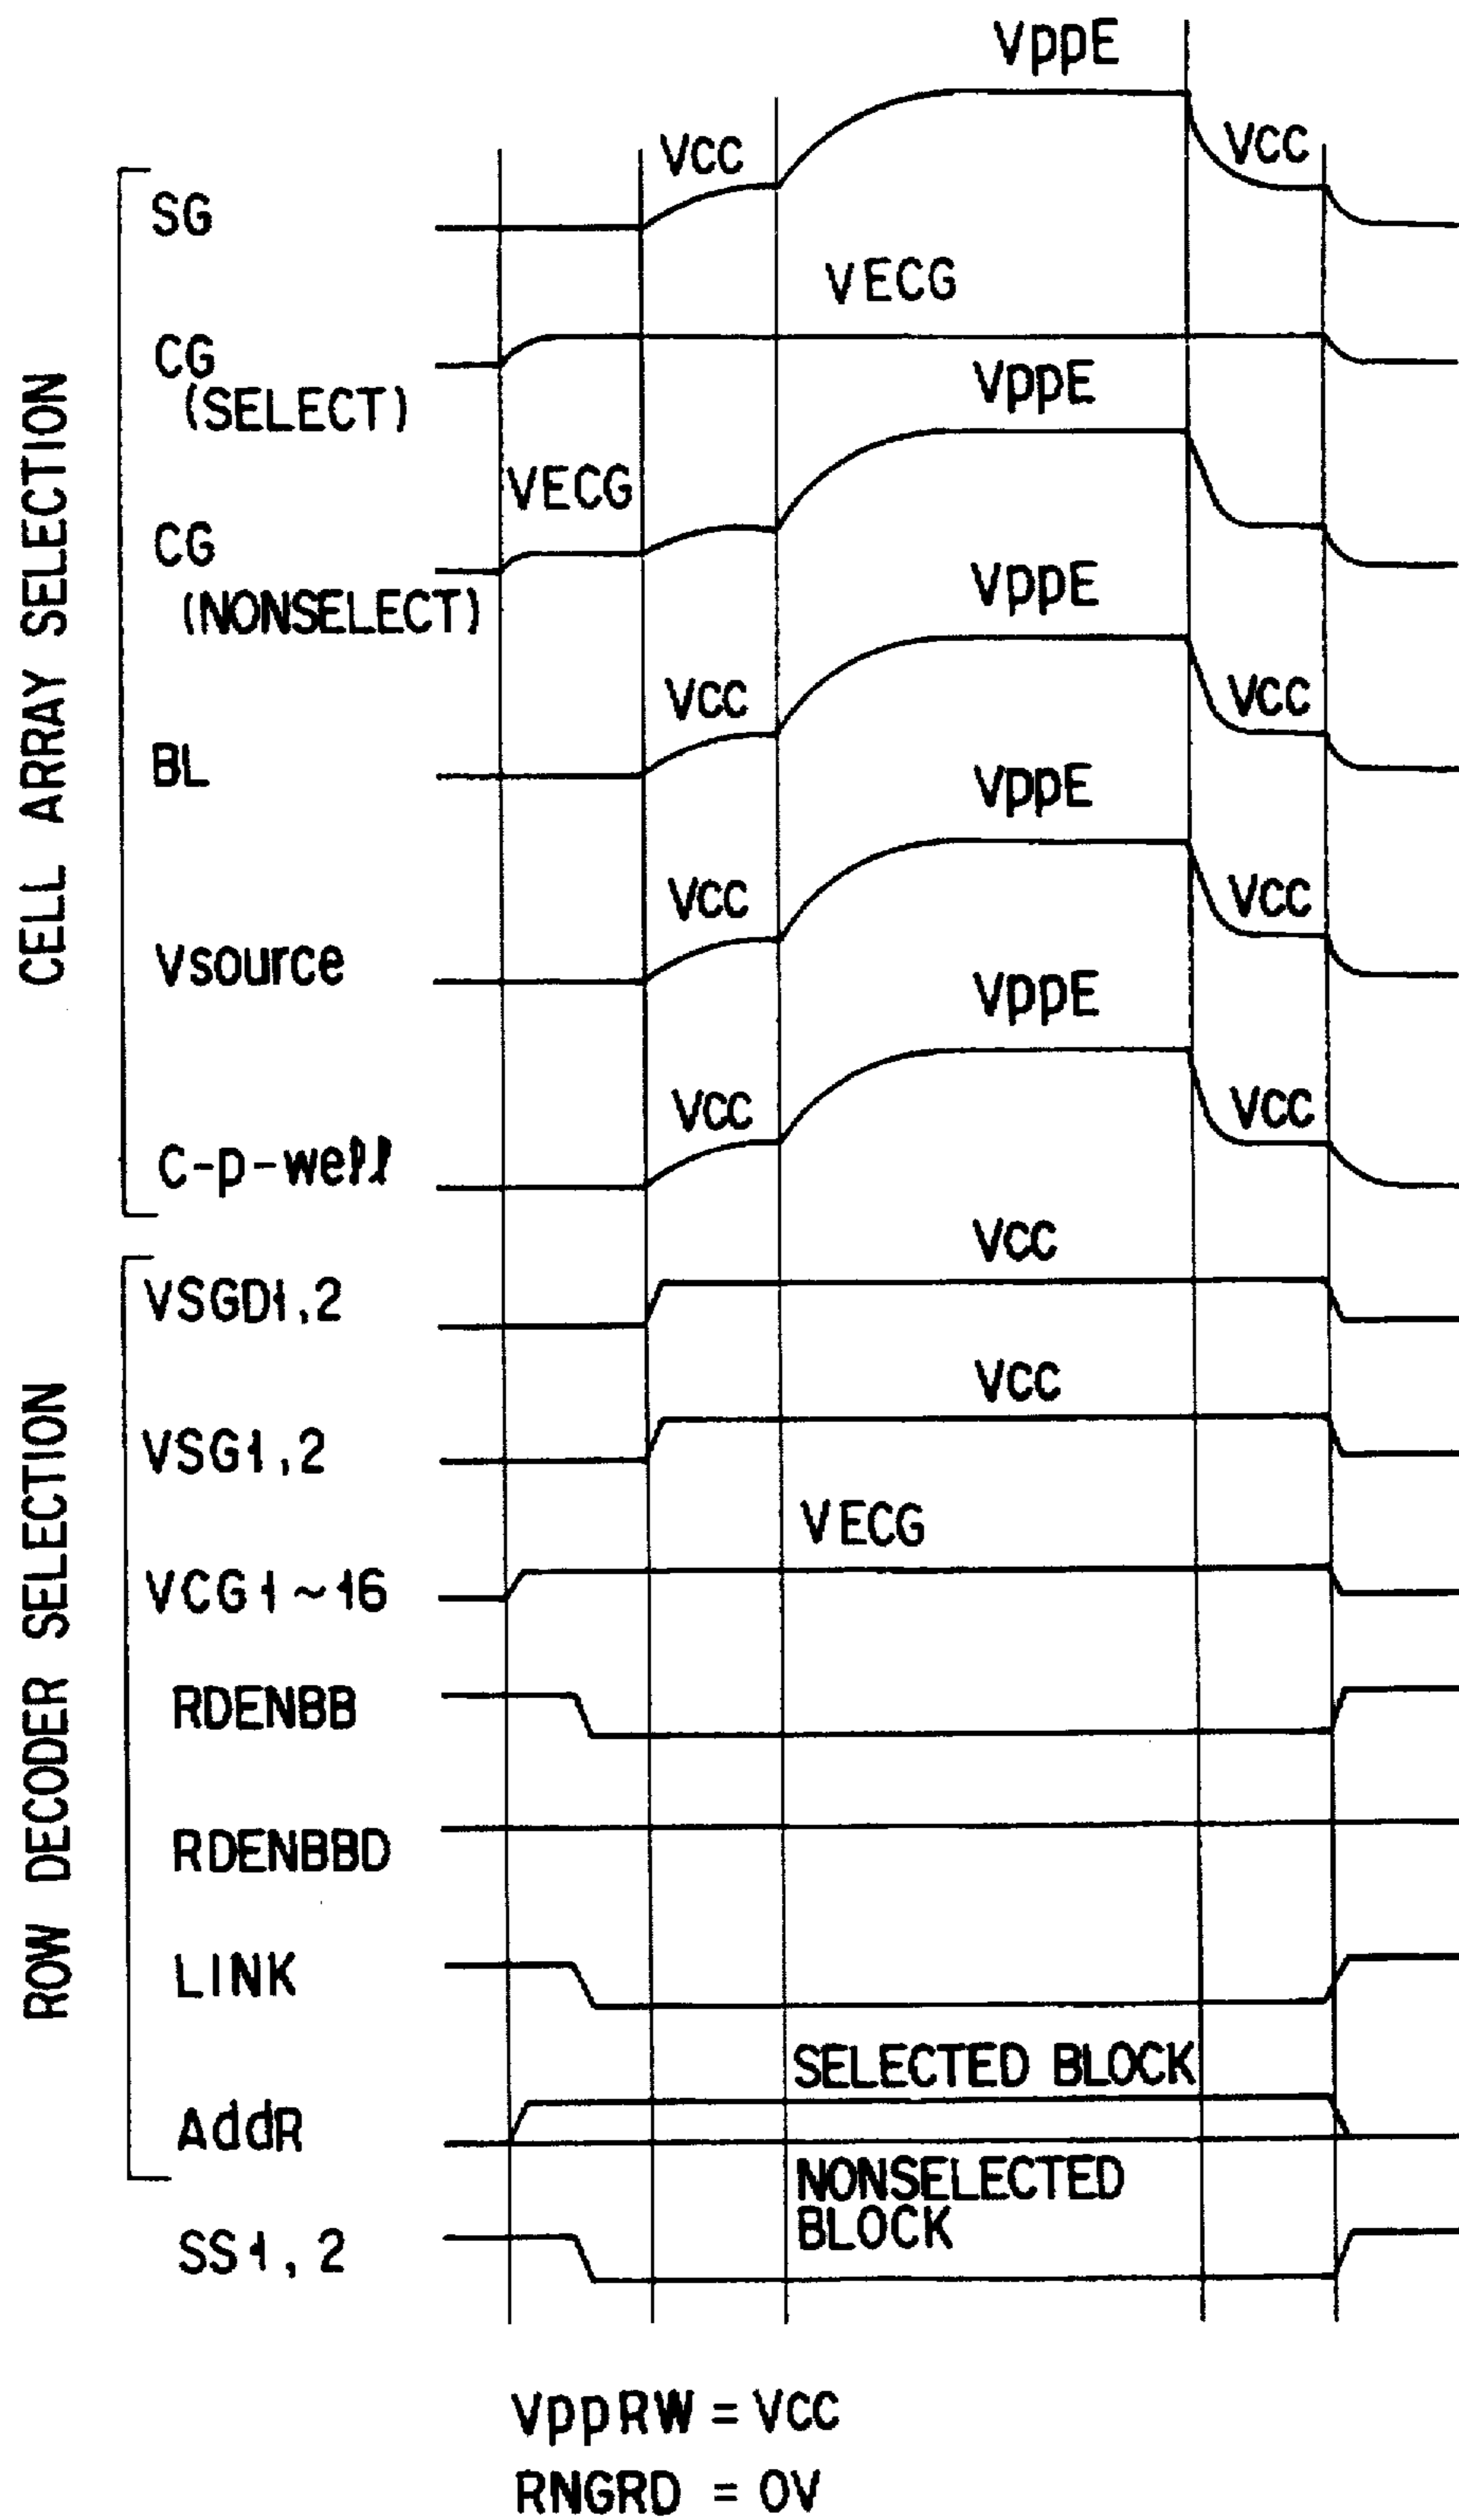 VppE
VCC
VCC
SG
VECG
CG
(SELECT)
VppE
VECG
CG
(NONSELECT)
VppE
VCC
VCC
BL
VppE
VCC
VCC
Vsource
VppE
VCC
VCC
C-p-well
CELL ARRAY SELECTION
VCC
VSGD1,2
VCC
VSG1,2
VECG
VCG1~16
RDENBB
RDENBBD
LINK
SELECTED BLOCK
AddR
NONSELECTED
BLOCK
SS1,2
ROW DECODER SELECTION
VppRW = VCC
RNGRD = 0V